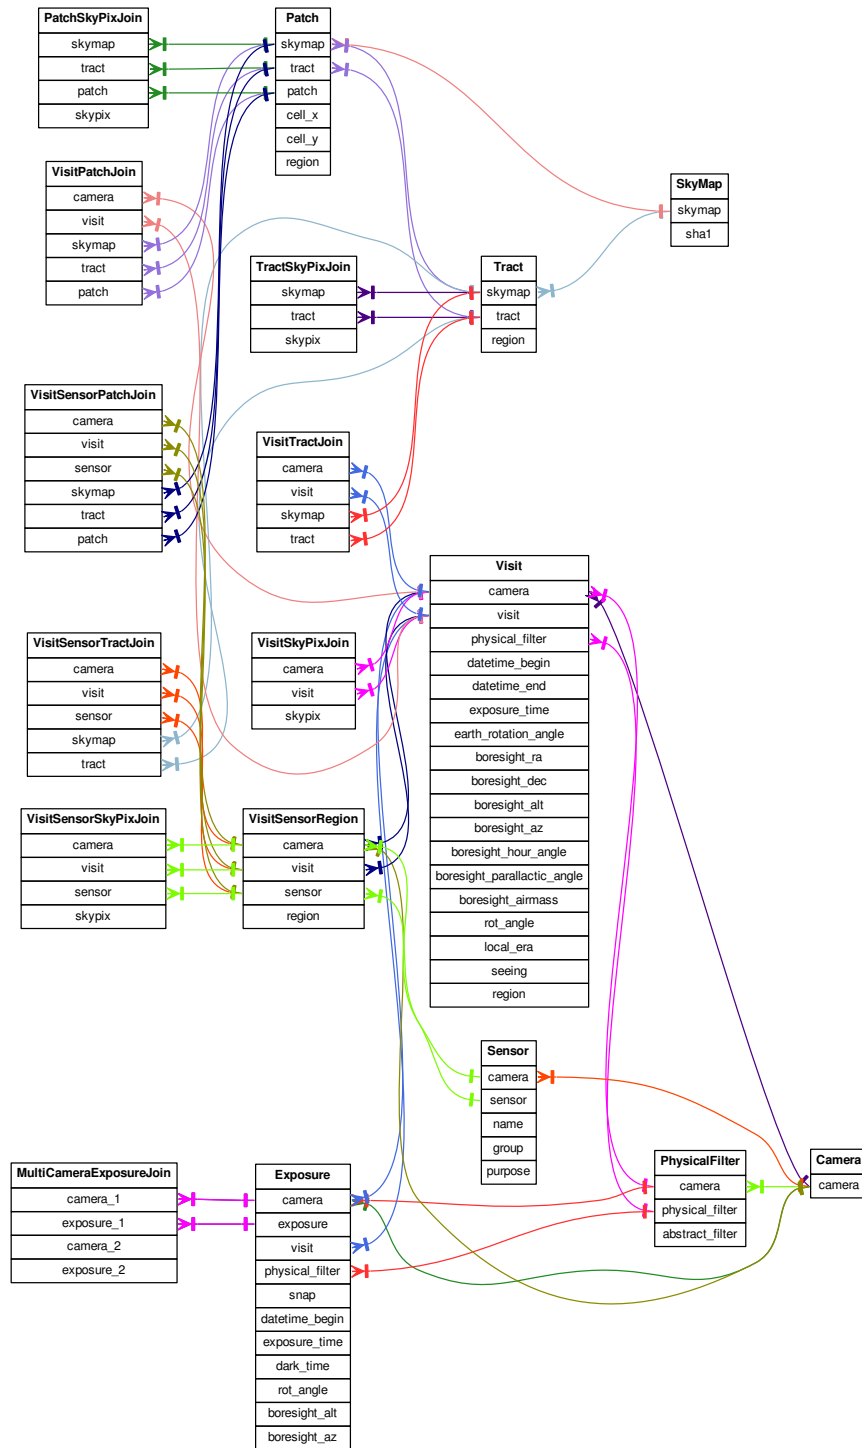 PatchSkyPixJoin
skymap
tract
patch
skypix
Patch
skymap
tract
patch
cell_x
cell_y
region
VisitPatchJoin
camera
visit
skymap
tract
patch
SkyMap
skymap
sha1
TractSkyPixJoin
skymap
tract
skypix
Tract
skymap
tract
region
VisitSensorPatchJoin
camera
visit
sensor
skymap
tract
patch
VisitTractJoin
camera
visit
skymap
tract
Visit
camera
visit
physical_filter
datetime_begin
datetime_end
exposure_time
earth_rotation_angle
boresight_ra
boresight_dec
boresight_alt
boresight_az
boresight_hour_angle
boresight_parallactic_angle
boresight_airmass
rot_angle
local_era
seeing
region
VisitSensorTractJoin
camera
visit
sensor
skymap
tract
VisitSkyPixJoin
camera
visit
skypix
VisitSensorSkyPixJoin
camera
visit
sensor
skypix
VisitSensorRegion
camera
visit
sensor
region
Sensor
camera
sensor
name
group
purpose
MultiCameraExposureJoin
camera_1
exposure_1
camera_2
exposure_2
Exposure
camera
exposure
visit
physical_filter
snap
datetime_begin
exposure_time
dark_time
rot_angle
boresight_alt
boresight_az
PhysicalFilter
camera
physical_filter
abstract_filter
Camera
camera